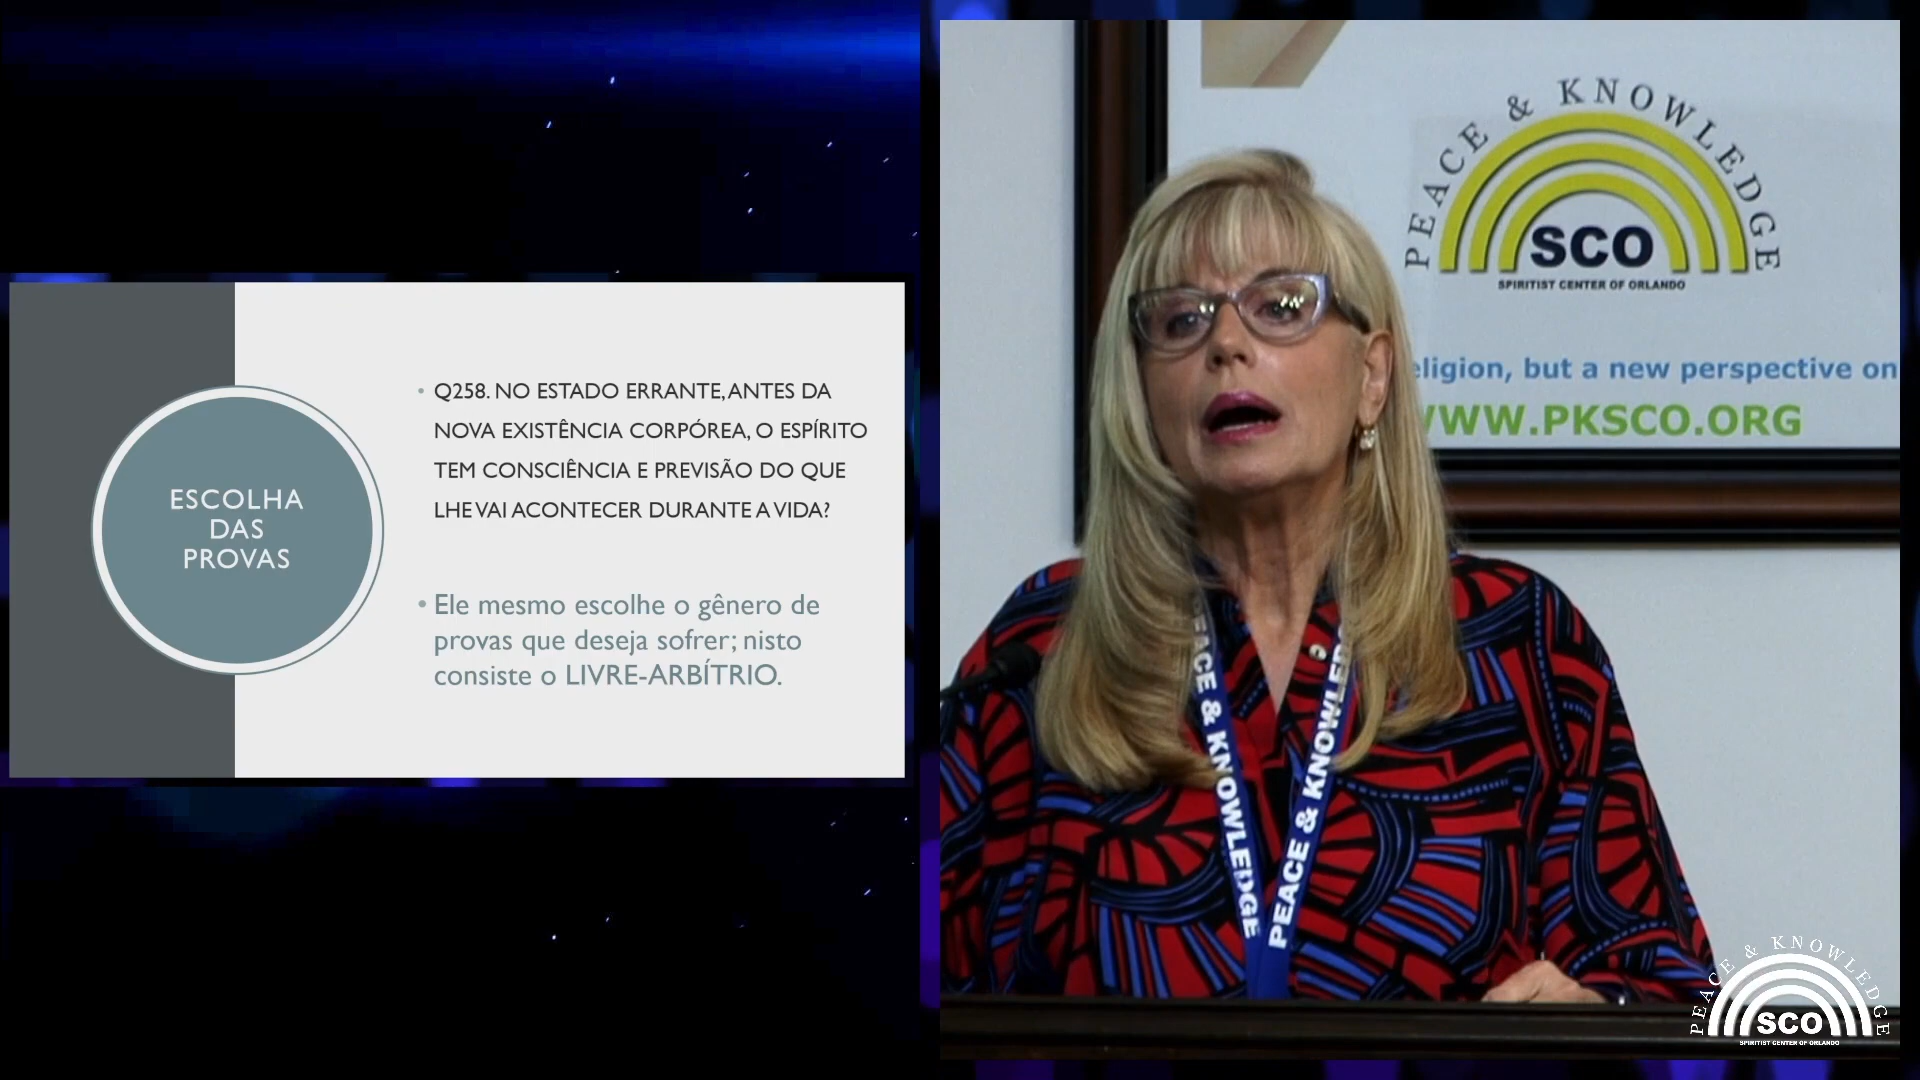 ESCOLHA
DAS
PROVAS
• Q258. NO ESTADO ERRANTE, ANTES DA
NOVA EXISTÊNCIA CORPÓREA, O ESPÍRITO
TEM CONSCIÊNCIA E PREVISÃO DO QUE
LHE VAI ACONTECER DURANTE A VIDA?
• Ele mesmo escolhe o gênero de
provas que deseja sofrer; nisto
consiste o LIVRE-ARBÍTRIO.
PEACE & KNOWLEDGE
SCO
SPIRITIST CENTER OF ORLANDO
eligion, but a new perspective on
WWW.PKSCO.ORG
PEACE & KNOWLEDGE
PEACE & KNOWLEDGE
PEACE & KNOWLEDGE
SCO
SPIRITIST CENTER OF ORLANDO